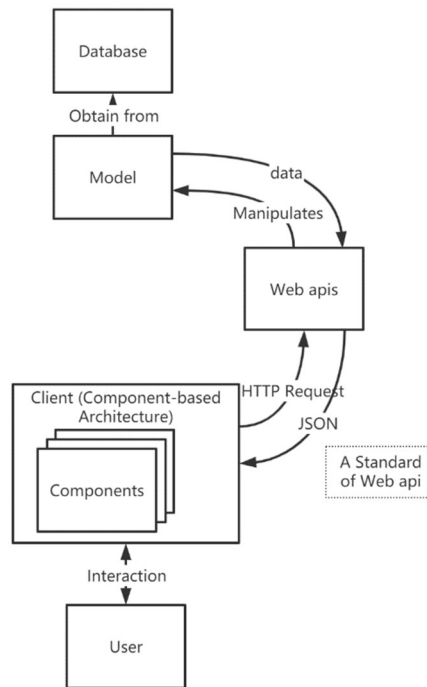 Database
Obtain from
Model
data
Manipulates
Web apis
HTTP Request
Client (Component-based
Architecture)
JSON
Components
A Standard
of Web api
Interaction
User